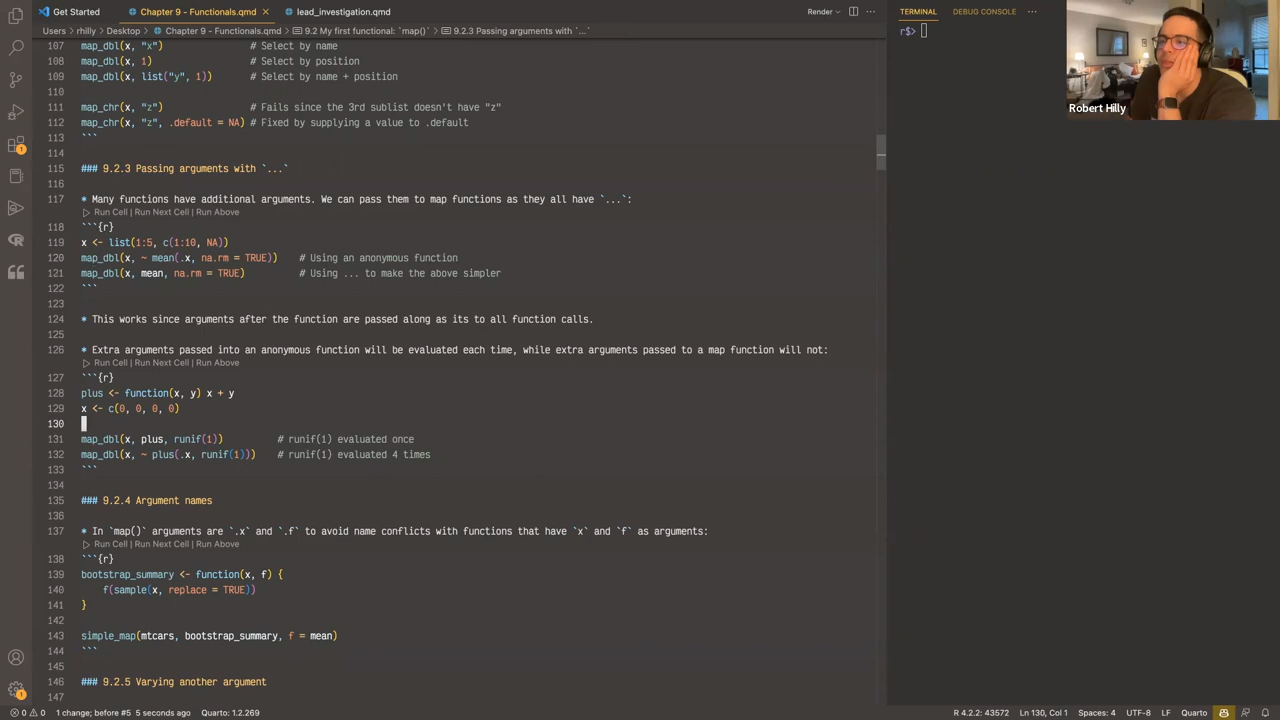 Get Started
Chapter 9 - Functionals.qmd
lead_investigation.qmd
Render
TERMINAL
DEBUG CONSOLE
Users > rhilly > Desktop > Chapter 9 - Functionals.qmd > 9.2 My first functional: `map()` > 9.2.3 Passing arguments with `...`
r$>
Robert Hilly
107 map_dbl(x, "x") # Select by name
108 map_dbl(x, 1) # Select by position
109 map_dbl(x, list("y", 1)) # Select by name + position
110
111 map_chr(x, "z") # Fails since the 3rd sublist doesn't have "z"
112 map_chr(x, "z", .default = NA) # Fixed by supplying a value to .default
113 ```
114
115 ### 9.2.3 Passing arguments with `...`
116
117 * Many functions have additional arguments. We can pass them to map functions as they all have `...`:
Run Cell | Run Next Cell | Run Above
118 ```{r}
119 x <- list(1:5, c(1:10, NA))
120 map_dbl(x, ~ mean(.x, na.rm = TRUE)) # Using an anonymous function
121 map_dbl(x, mean, na.rm = TRUE) # Using ... to make the above simpler
122 ```
123
124 * This works since arguments after the function are passed along as its to all function calls.
125
126 * Extra arguments passed into an anonymous function will be evaluated each time, while extra arguments passed to a map function will not:
Run Cell | Run Next Cell | Run Above
127 ```{r}
128 plus <- function(x, y) x + y
129 x <- c(0, 0, 0, 0)
130
131 map_dbl(x, plus, runif(1)) # runif(1) evaluated once
132 map_dbl(x, ~ plus(.x, runif(1))) # runif(1) evaluated 4 times
133 ```
134
135 ### 9.2.4 Argument names
136
137 * In `map()` arguments are `.x` and `.f` to avoid name conflicts with functions that have `x` and `f` as arguments:
Run Cell | Run Next Cell | Run Above
138 ```{r}
139 bootstrap_summary <- function(x, f) {
140 f(sample(x, replace = TRUE))
141 }
142
143 simple_map(mtcars, bootstrap_summary, f = mean)
144 ```
145
146 ### 9.2.5 Varying another argument
147
0 0 1 change; before #5 5 seconds ago Quarto: 1.2.269
R 4.2.2: 43572 Ln 130, Col 1 Spaces: 4 UTF-8 LF Quarto